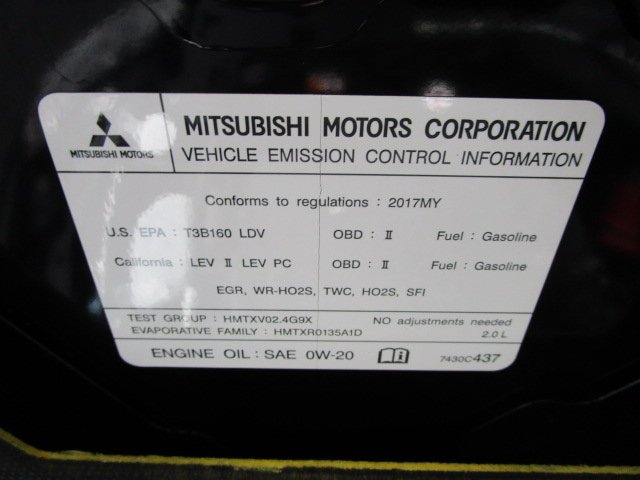 MITSUBISHI MOTORS
MITSUBISHI MOTORS CORPORATION
VEHICLE EMISSION CONTROL INFORMATION
Conforms to regulations : 2017MY
U.S. EPA : T3B160 LDV OBD : II Fuel : Gasoline
California : LEV II LEV PC OBD : II Fuel : Gasoline
EGR, WR-HO2S, TWC, HO2S, SFI
TEST GROUP : HMTXV02.4G9X NO adjustments needed
EVAPORATIVE FAMILY : HMTXR0135A1D 2.0 L
ENGINE OIL : SAE 0W-20 i 7430C437